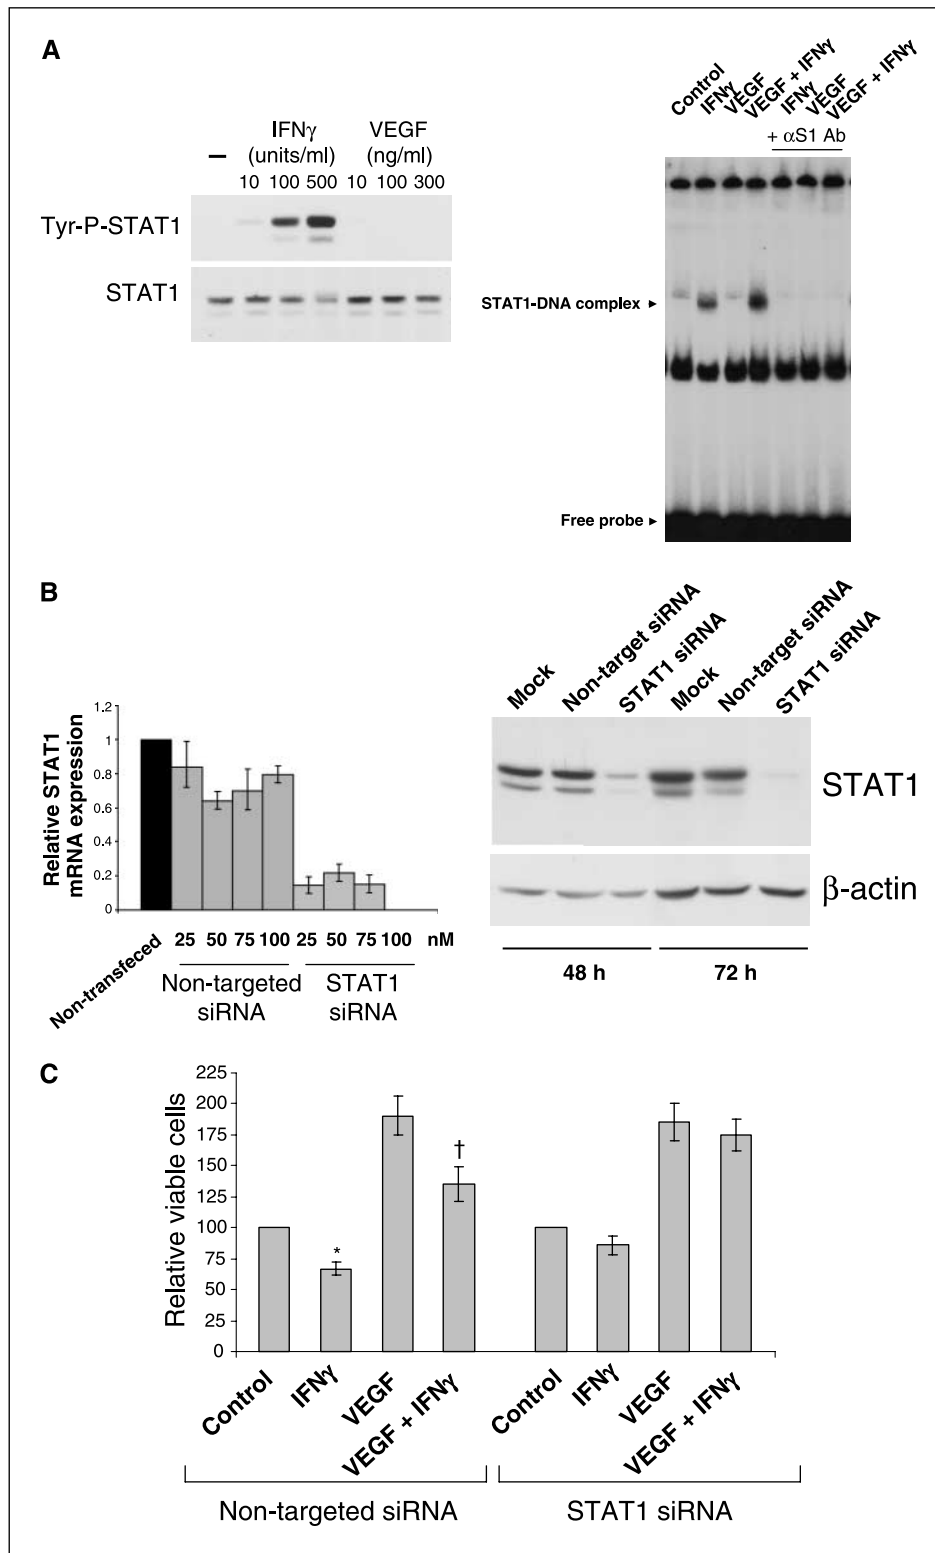 A
IFNγ
(units/ml)
VEGF
(ng/ml)
–
10 100 500 10 100 300
Tyr-P-STAT1
STAT1
Control
IFNγ
VEGF
VEGF + IFNγ
IFNγ
VEGF
VEGF + IFNγ
+ αS1 Ab
STAT1-DNA complex
Free probe
B
Relative STAT1
mRNA expression
1.2
1
0.8
0.6
0.4
0.2
0
Non-transfeced
25 50 75 100 25 50 75 100 nM
Non-targeted
siRNA
STAT1
siRNA
Mock
Non-target siRNA
STAT1 siRNA
Mock
Non-target siRNA
STAT1 siRNA
STAT1
β-actin
48 h
72 h
C
Relative viable cells
225
200
175
150
125
100
75
50
25
0
*
†
Control
IFNγ
VEGF
VEGF + IFNγ
Control
IFNγ
VEGF
VEGF + IFNγ
Non-targeted siRNA
STAT1 siRNA